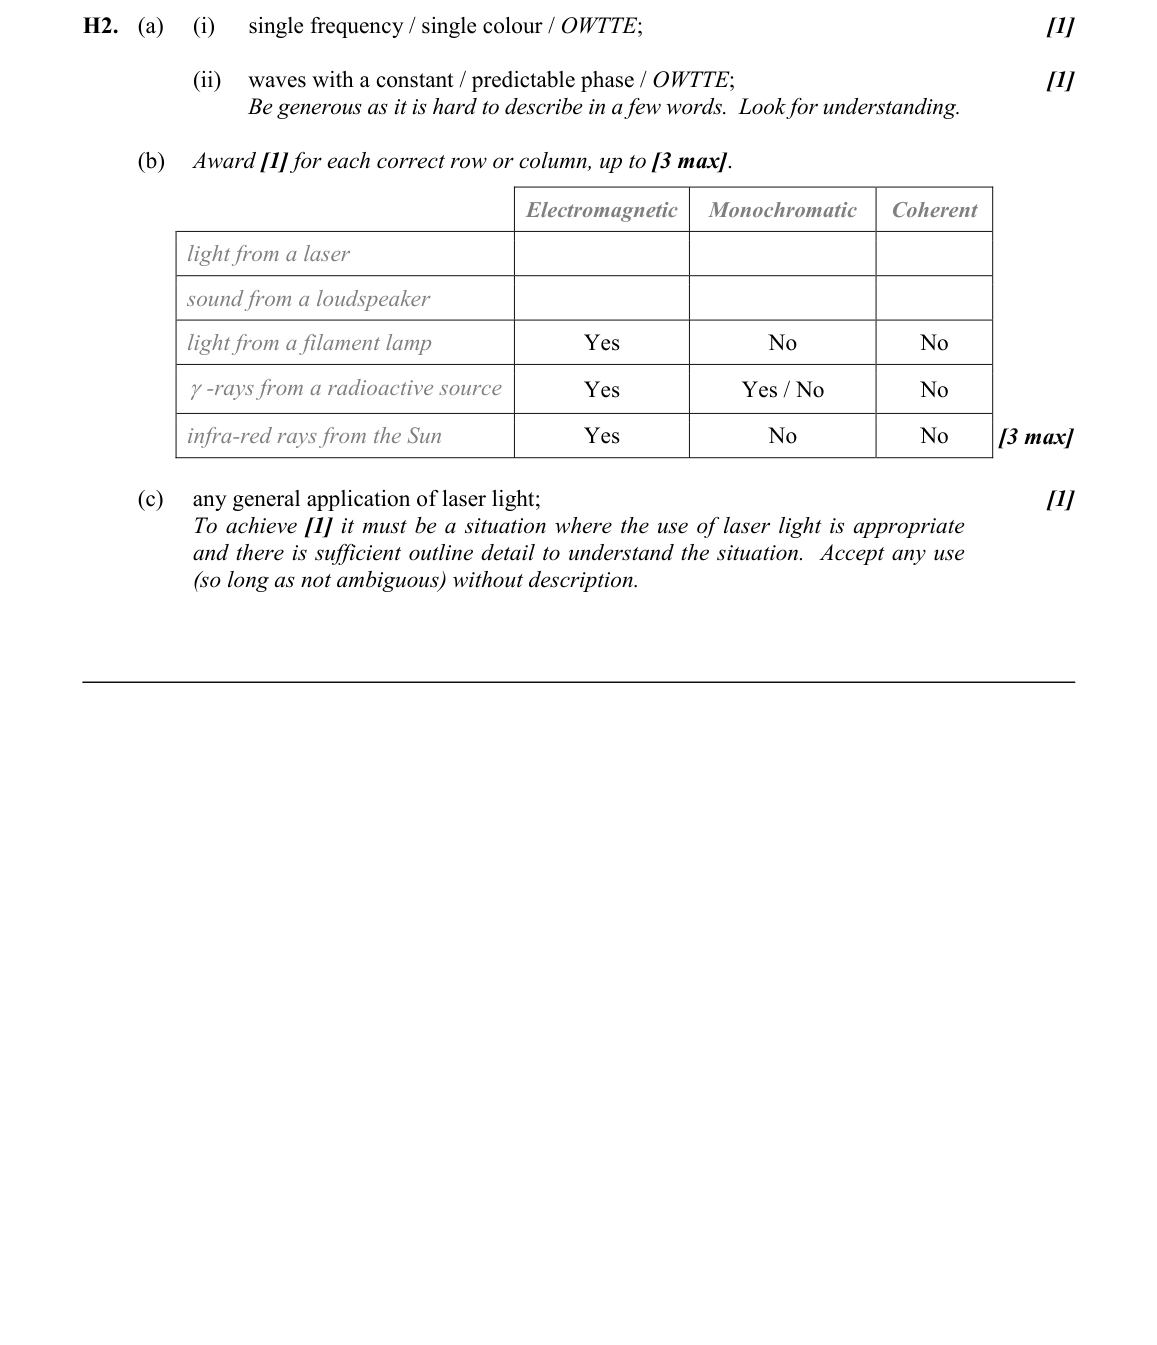 H2. (a) (i) single frequency / single colour / OWTTE; [1]
(ii) waves with a constant / predictable phase / OWTTE; [1]
Be generous as it is hard to describe in a few words. Look for understanding.
(b) Award [1] for each correct row or column, up to [3 max].
Electromagnetic Monochromatic Coherent
light from a laser
sound from a loudspeaker
light from a filament lamp Yes No No
γ -rays from a radioactive source Yes Yes / No No
infra-red rays from the Sun Yes No No [3 max]
(c) any general application of laser light; [1]
To achieve [1] it must be a situation where the use of laser light is appropriate
and there is sufficient outline detail to understand the situation. Accept any use
(so long as not ambiguous) without description.